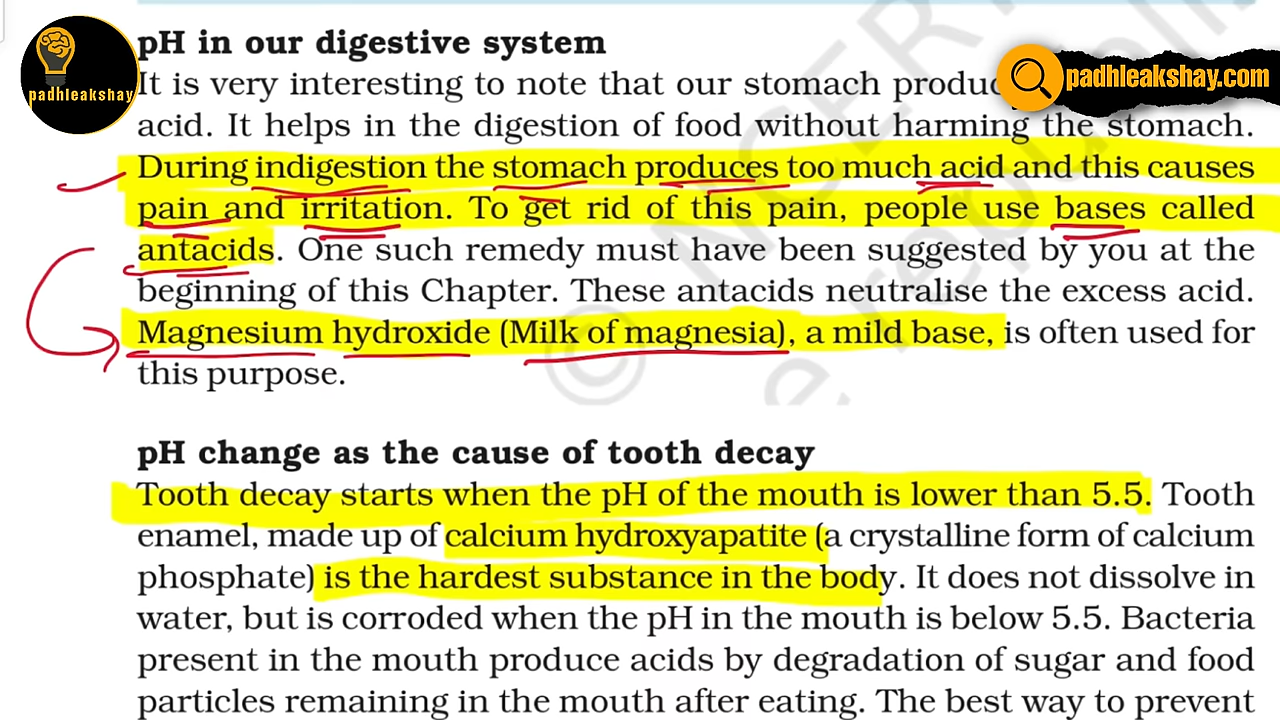 pH in our digestive system
It is very interesting to note that our stomach
acid. It helps in the digestion of food without harming the stomach.
During indigestion the stomach produces too much acid and this causes
pain and irritation. To get rid of this pain, people use bases called
antacids. One such remedy must have been suggested by you at the
beginning of this Chapter. These antacids neutralise the excess acid.
Magnesium hydroxide (Milk of magnesia), a mild base, is often used for
this purpose.
pH change as the cause of tooth decay
Tooth decay starts when the pH of the mouth is lower than 5.5. Tooth
enamel, made up of calcium hydroxyapatite (a crystalline form of calcium
phosphate) is the hardest substance in the body. It does not dissolve in
water, but is corroded when the pH in the mouth is below 5.5. Bacteria
present in the mouth produce acids by degradation of sugar and food
particles remaining in the mouth after eating. The best way to prevent
padhleakshay
padhleakshay.com